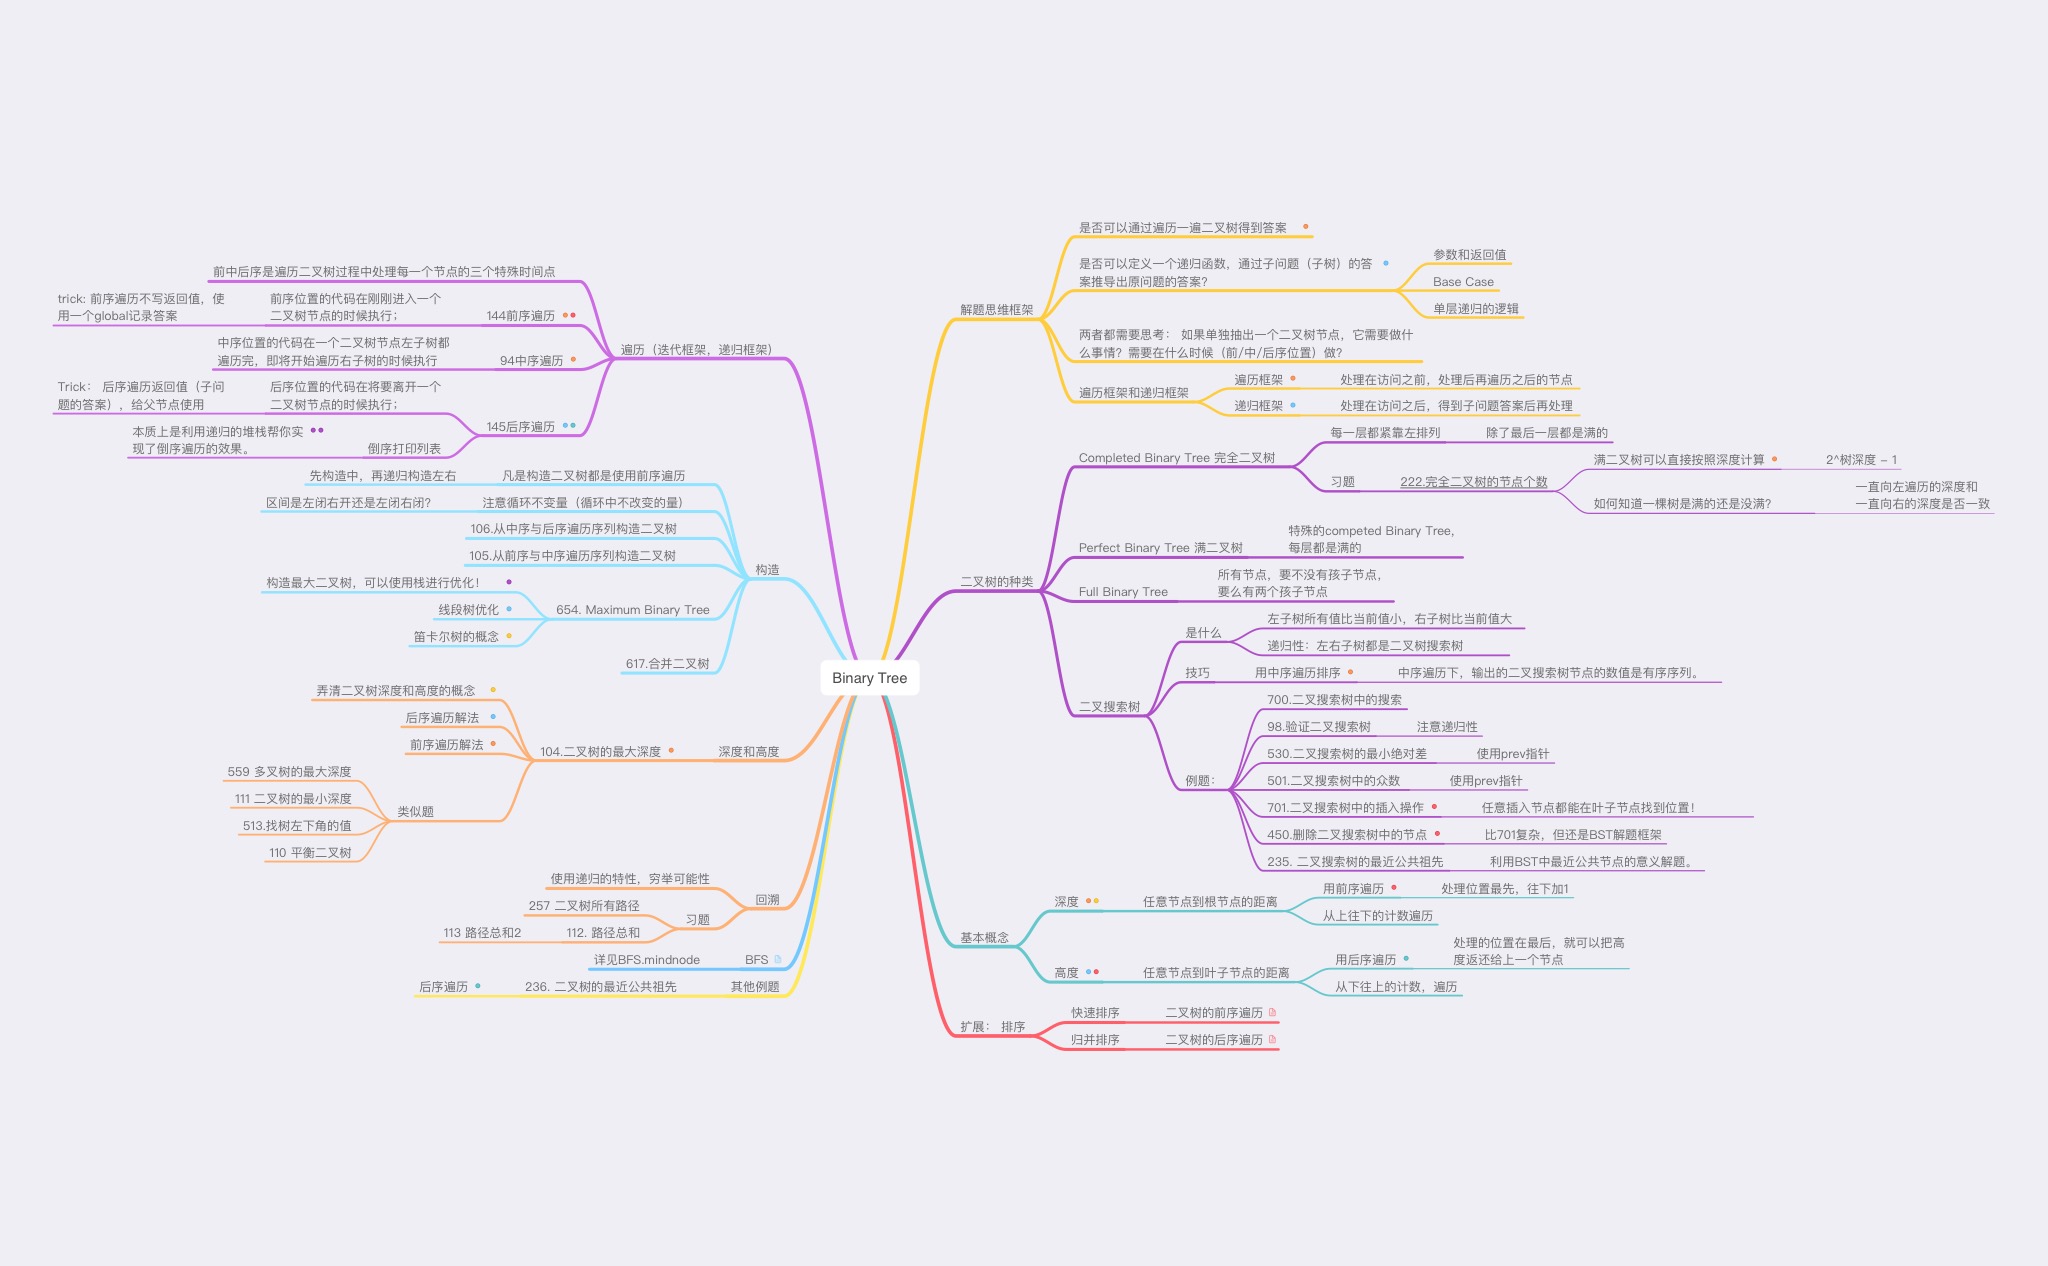 Binary Tree
解题思维框架
是否可以通过遍历一遍二叉树得到答案
是否可以定义一个递归函数，通过子问题（子树）的答
案推导出原问题的答案？
参数和返回值
Base Case
单层递归的逻辑
两者都需要思考： 如果单独抽出一个二叉树节点，它需要做什
么事情？需要在什么时候（前/中/后序位置）做？
遍历框架和递归框架
遍历框架
处理在访问之前，处理后再遍历之后的节点
递归框架
处理在访问之后，得到子问题答案后再处理
二叉树的种类
Completed Binary Tree 完全二叉树
每一层都紧靠左排列
除了最后一层都是满的
习题
222.完全二叉树的节点个数
满二叉树可以直接按照深度计算
2^树深度 - 1
如何知道一棵树是满的还是没满？
一直向左遍历的深度和
一直向右的深度是否一致
Perfect Binary Tree 满二叉树
特殊的competed Binary Tree,
每层都是满的
Full Binary Tree
所有节点，要不没有孩子节点，
要么有两个孩子节点
二叉搜索树
是什么
左子树所有值比当前值小，右子树比当前值大
递归性：左右子树都是二叉树搜索树
技巧
用中序遍历排序
中序遍历下，输出的二叉搜索树节点的数值是有序序列。
例题：
700.二叉搜索树中的搜索
98.验证二叉搜索树
注意递归性
530.二叉搜索树的最小绝对差
使用prev指针
501.二叉搜索树中的众数
使用prev指针
701.二叉搜索树中的插入操作
任意插入节点都能在叶子节点找到位置！
450.删除二叉搜索树中的节点
比701复杂，但还是BST解题框架
235. 二叉搜索树的最近公共祖先
利用BST中最近公共节点的意义解题。
基本概念
深度
任意节点到根节点的距离
用前序遍历
处理位置最先，往下加1
从上往下的计数遍历
高度
任意节点到叶子节点的距离
用后序遍历
处理的位置在最后，就可以把高
度返还给上一个节点
从下往上的计数，遍历
扩展： 排序
快速排序
二叉树的前序遍历
归并排序
二叉树的后序遍历
遍历（迭代框架，递归框架）
前中后序是遍历二叉树过程中处理每一个节点的三个特殊时间点
144前序遍历
前序位置的代码在刚刚进入一个
二叉树节点的时候执行；
trick: 前序遍历不写返回值，使
用一个global记录答案
94中序遍历
中序位置的代码在一个二叉树节点左子树都
遍历完，即将开始遍历右子树的时候执行
145后序遍历
后序位置的代码在将要离开一个
二叉树节点的时候执行；
Trick： 后序遍历返回值（子问
题的答案），给父节点使用
倒序打印列表
本质上是利用递归的堆栈帮你实
现了倒序遍历的效果。
构造
凡是构造二叉树都是使用前序遍历
先构造中，再递归构造左右
注意循环不变量（循环中不改变的量）
区间是左闭右开还是左闭右闭？
106.从中序与后序遍历序列构造二叉树
105.从前序与中序遍历序列构造二叉树
654. Maximum Binary Tree
构造最大二叉树，可以使用栈进行优化！
线段树优化
笛卡尔树的概念
617.合并二叉树
深度和高度
104.二叉树的最大深度
弄清二叉树深度和高度的概念
后序遍历解法
前序遍历解法
类似题
559 多叉树的最大深度
111 二叉树的最小深度
513.找树左下角的值
110 平衡二叉树
回溯
使用递归的特性，穷举可能性
习题
257 二叉树所有路径
112. 路径总和
113 路径总和2
BFS
详见BFS.mindnode
其他例题
236. 二叉树的最近公共祖先
后序遍历